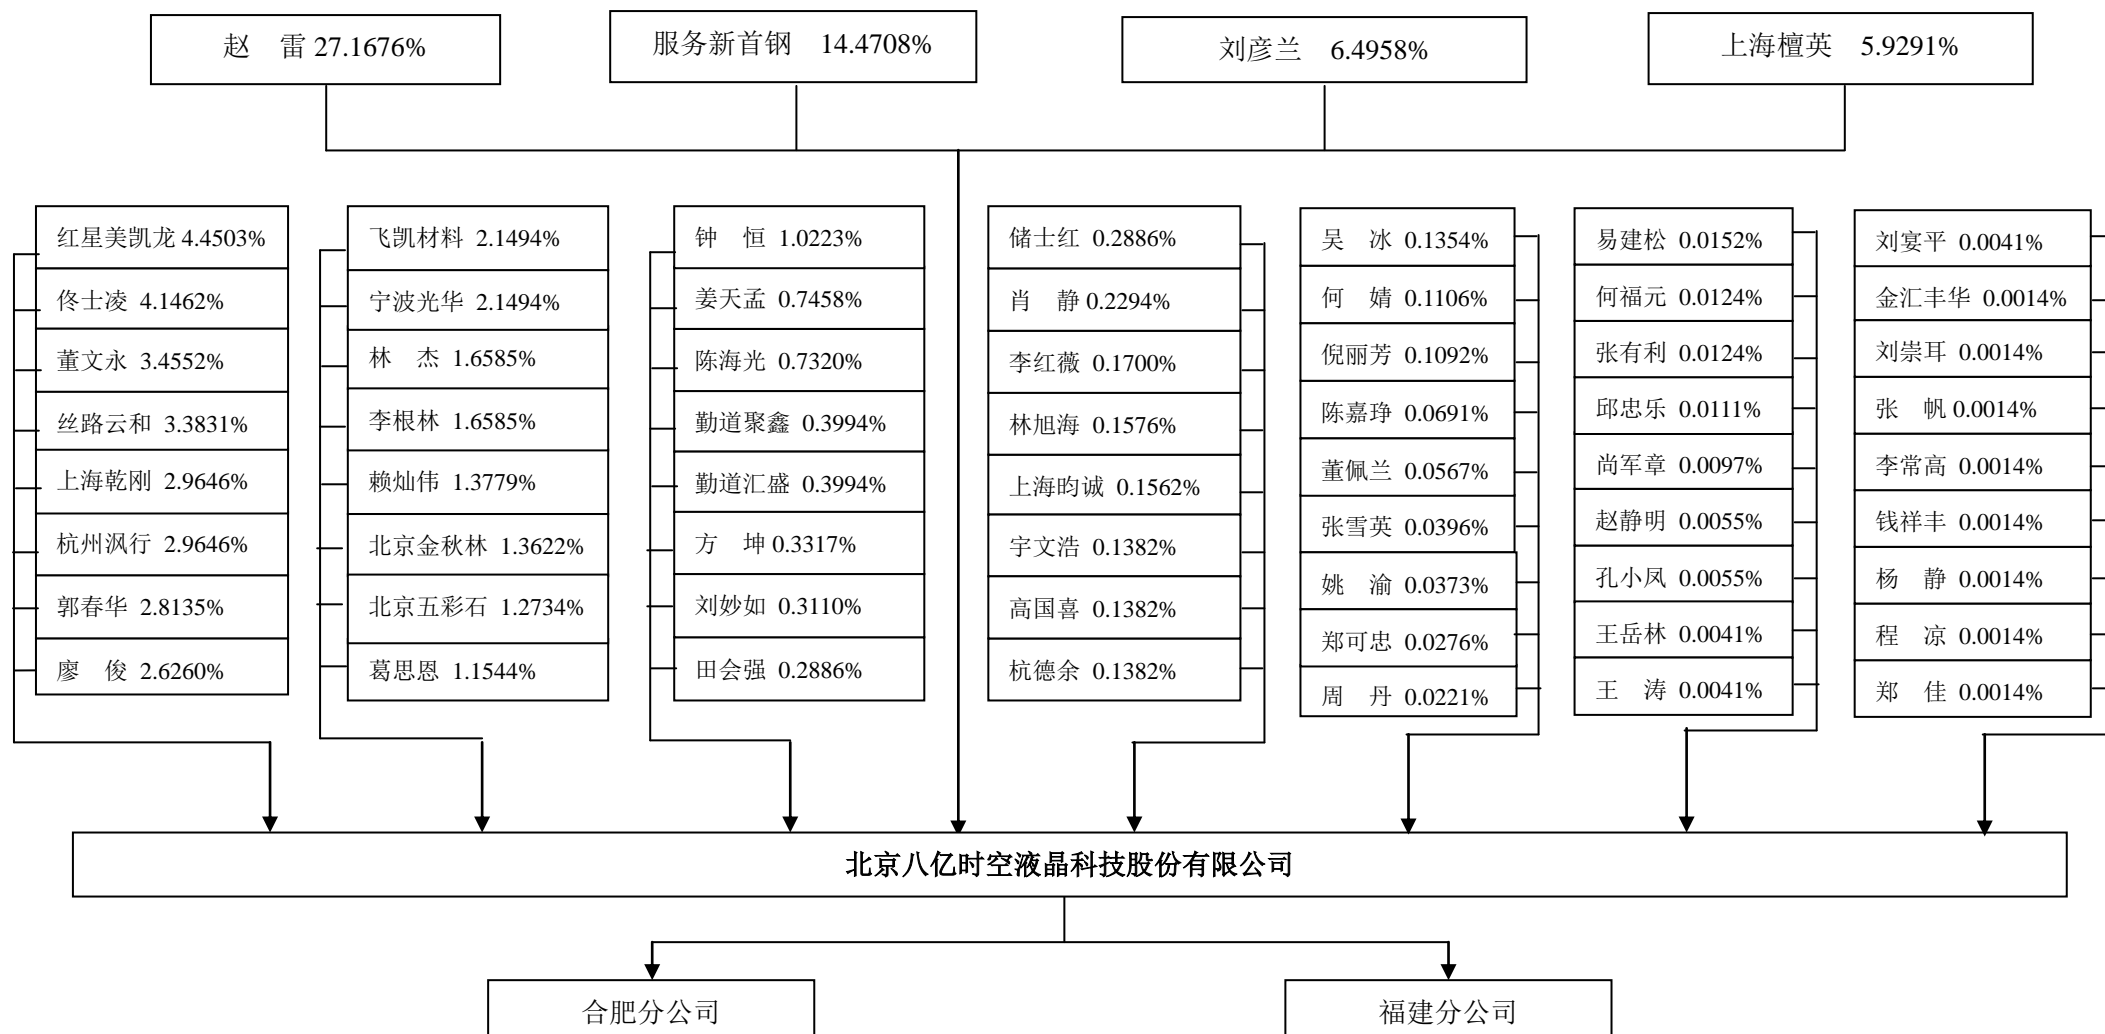 赵　雷 27.1676%
服务新首钢　14.4708%
刘彦兰　6.4958%
上海檀英　5.9291%
红星美凯龙 4.4503%
佟士凌 4.1462%
董文永 3.4552%
丝路云和 3.3831%
上海乾刚 2.9646%
杭州沨行 2.9646%
郭春华 2.8135%
廖　俊 2.6260%
飞凯材料 2.1494%
宁波光华 2.1494%
林　杰 1.6585%
李根林 1.6585%
赖灿伟 1.3779%
北京金秋林 1.3622%
北京五彩石 1.2734%
葛思恩 1.1544%
钟　恒 1.0223%
姜天孟 0.7458%
陈海光 0.7320%
勤道聚鑫 0.3994%
勤道汇盛 0.3994%
方　坤 0.3317%
刘妙如 0.3110%
田会强 0.2886%
储士红 0.2886%
肖　静 0.2294%
李红薇 0.1700%
林旭海 0.1576%
上海昀诚 0.1562%
宇文浩 0.1382%
高国喜 0.1382%
杭德余 0.1382%
吴　冰 0.1354%
何　婧 0.1106%
倪丽芳 0.1092%
陈嘉琤 0.0691%
董佩兰 0.0567%
张雪英 0.0396%
姚　渝 0.0373%
郑可忠 0.0276%
周　丹 0.0221%
易建松 0.0152%
何福元 0.0124%
张有利 0.0124%
邱忠乐 0.0111%
尚军章 0.0097%
赵静明 0.0055%
孔小凤 0.0055%
王岳林 0.0041%
王　涛 0.0041%
刘宴平 0.0041%
金汇丰华 0.0014%
刘崇耳 0.0014%
张　帆 0.0014%
李常高 0.0014%
钱祥丰 0.0014%
杨　静 0.0014%
程　凉 0.0014%
郑　佳 0.0014%
北京八亿时空液晶科技股份有限公司
合肥分公司
福建分公司